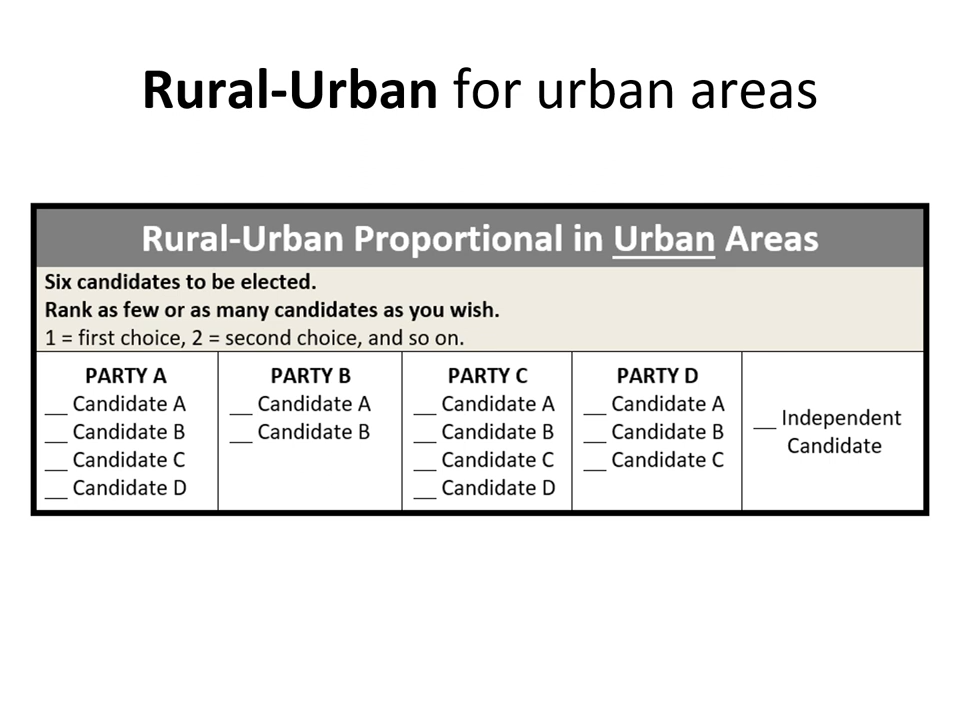 Rural-Urban for urban areas
Rural-Urban Proportional in Urban Areas
Six candidates to be elected.
Rank as few or as many candidates as you wish.
1 = first choice, 2 = second choice, and so on.
PARTY A
__ Candidate A
__ Candidate B
__ Candidate C
__ Candidate D
PARTY B
__ Candidate A
__ Candidate B
PARTY C
__ Candidate A
__ Candidate B
__ Candidate C
__ Candidate D
PARTY D
__ Candidate A
__ Candidate B
__ Candidate C
__ Independent
Candidate